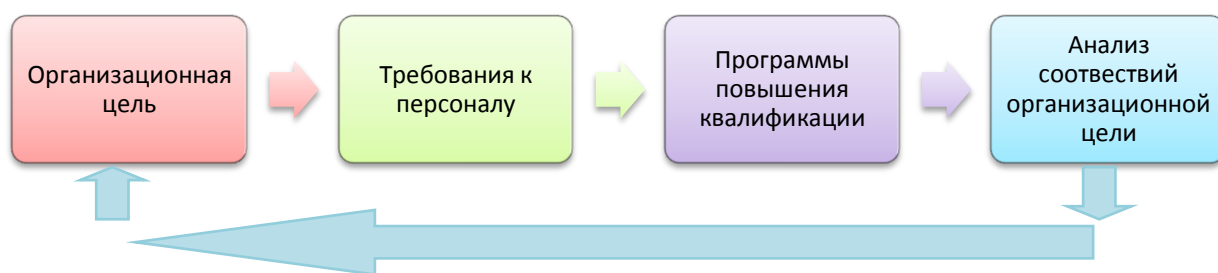 Организационная
цель
Требования к
персоналу
Программы
повышения
квалификации
Анализ
соотвествий
организационной
цели